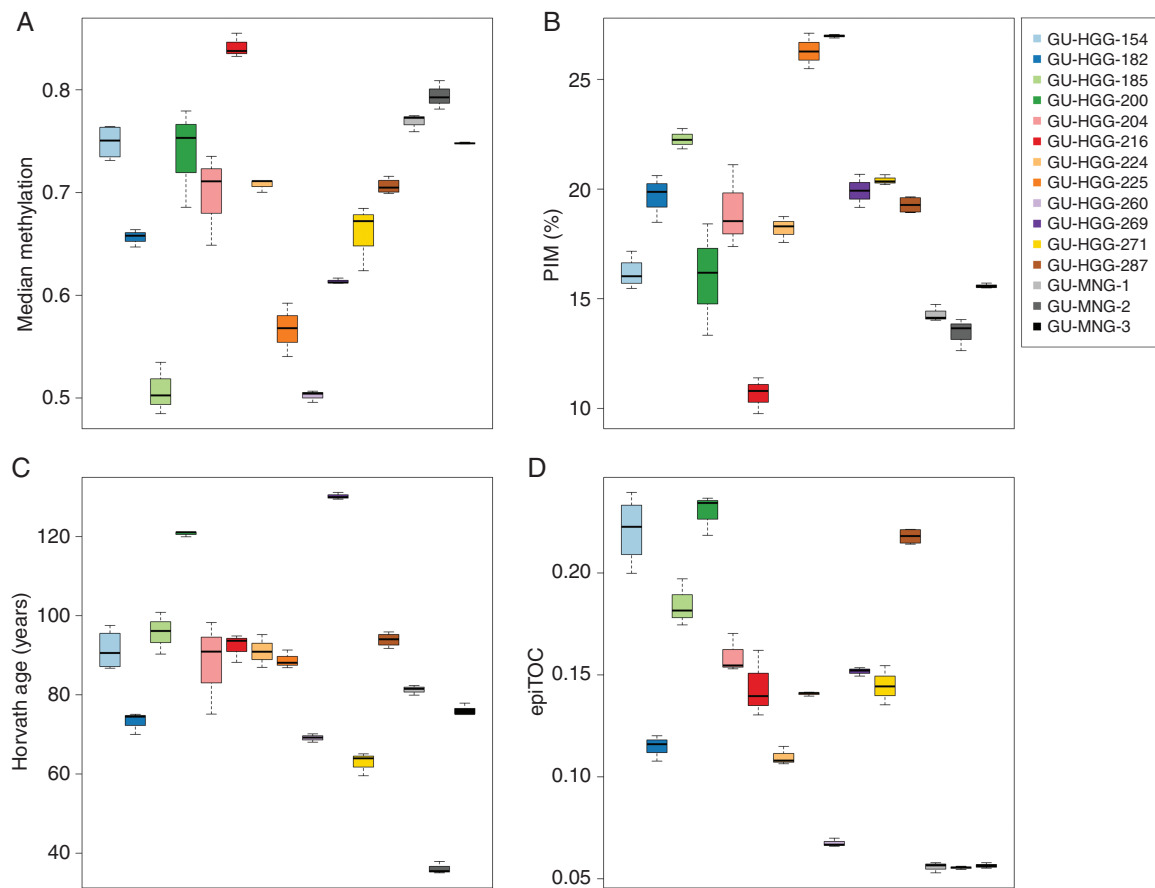 A
Median methylation
0.8
0.7
0.6
0.5
B
PIM (%)
25
20
15
10
GU-HGG-154
GU-HGG-182
GU-HGG-185
GU-HGG-200
GU-HGG-204
GU-HGG-216
GU-HGG-224
GU-HGG-225
GU-HGG-260
GU-HGG-269
GU-HGG-271
GU-HGG-287
GU-MNG-1
GU-MNG-2
GU-MNG-3
C
Horvath age (years)
120
100
80
60
40
D
epiTOC
0.20
0.15
0.10
0.05